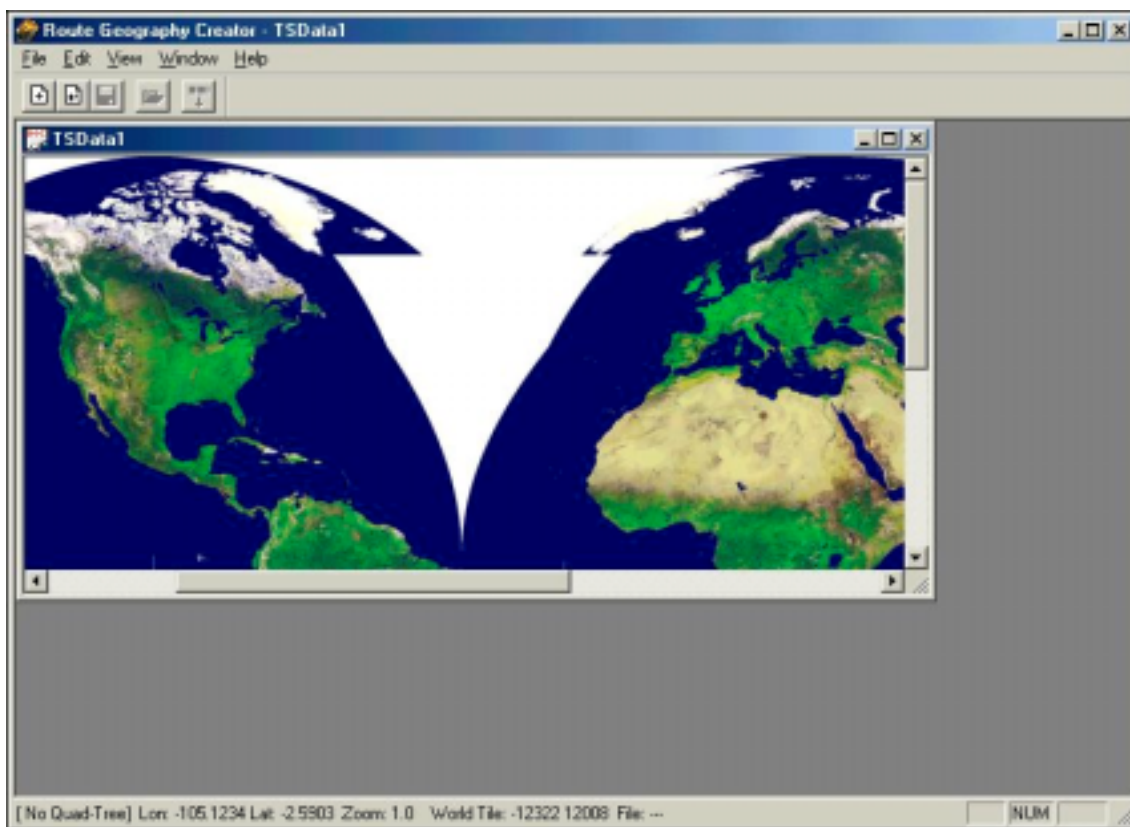 Route Geography Creator - TSData1
File Edit View Window Help
TSData1
[ No Quad-Tree] Lon: -105.1234 Lat: -2.5903 Zoom: 1.0 World Tile: -12322 12008 File: ---
NUM